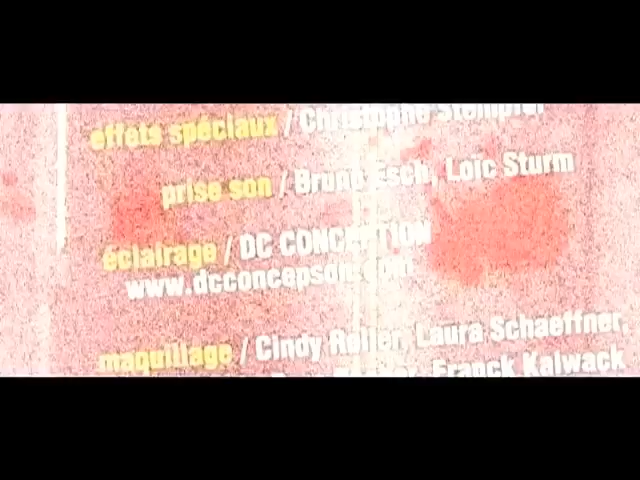 effets spéciaux / Christophe
prise son / Bruno Esch, Loic Sturm
éclairage / DC CONCEPTION
www.dcconcepson.com
maquillage / Cindy Laura Schaeffner,
Franck Kalwack